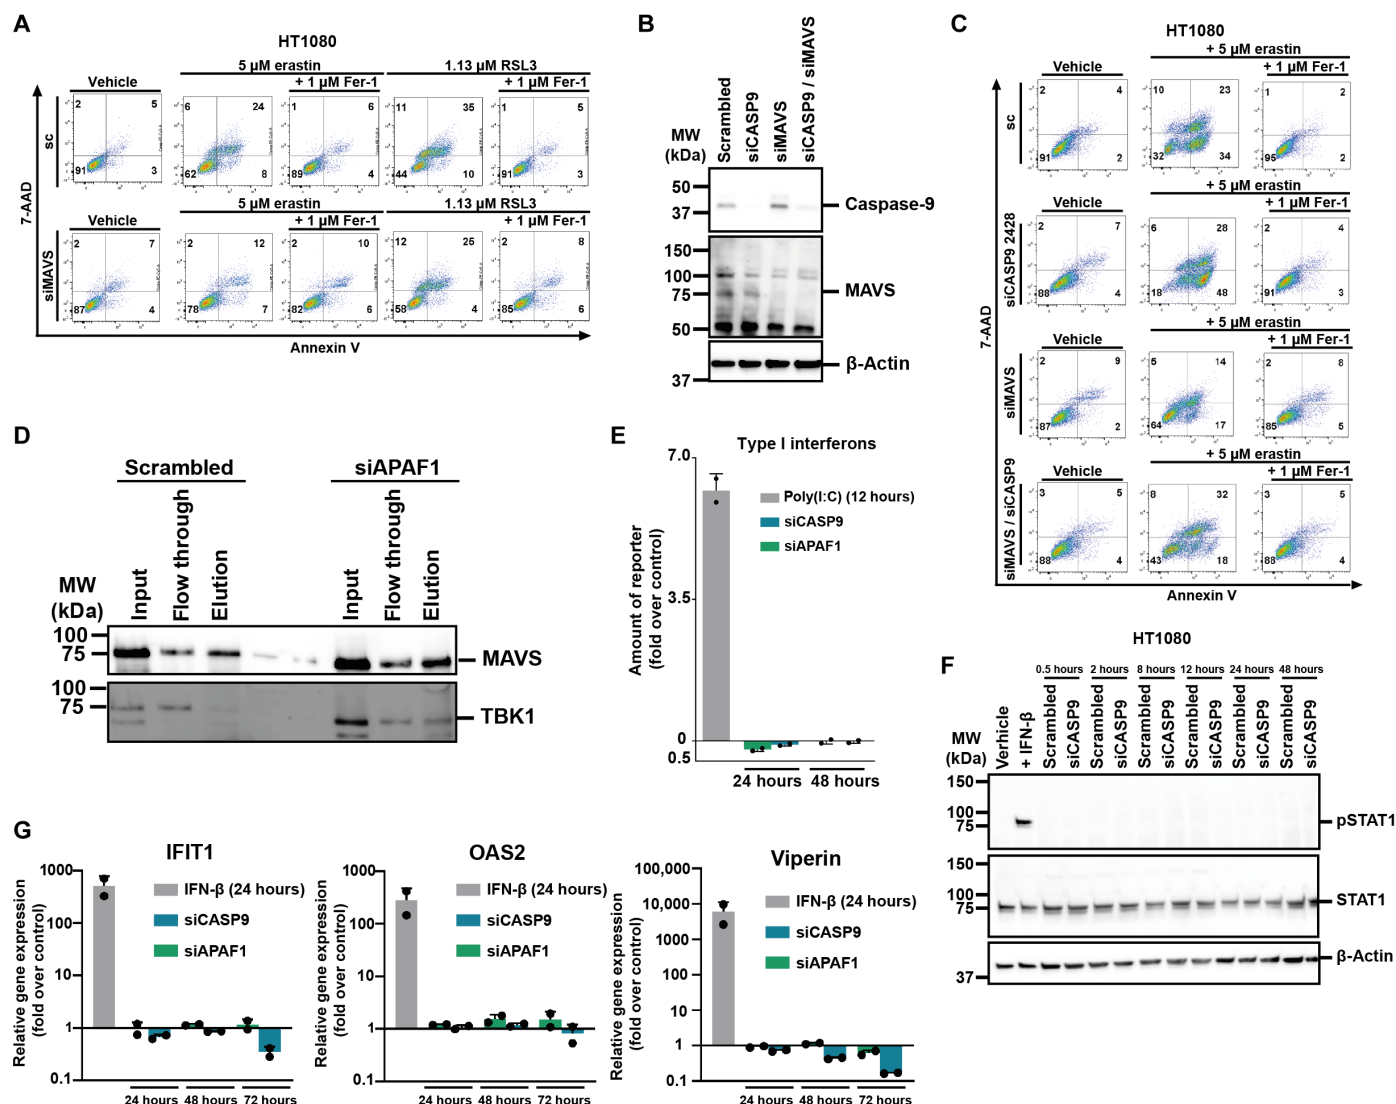 A
HT1080
5 µM erastin
1.13 µM RSL3
Vehicle
+ 1 µM Fer-1
+ 1 µM Fer-1
sc
2 5
91 3
6 24
62 8
1 6
89 4
11 35
44 10
1 5
91 3
5 µM erastin
1.13 µM RSL3
Vehicle
+ 1 µM Fer-1
+ 1 µM Fer-1
siMAVS
2 7
87 4
2 12
78 7
2 10
82 6
12 25
58 4
2 8
85 6
7-AAD
Annexin V
B
Scrambled
siCASP9
siMAVS
siCASP9 / siMAVS
MW
(kDa)
50
37
Caspase-9
150
100
75
50
MAVS
37
β-Actin
C
HT1080
+ 5 µM erastin
Vehicle
+ 1 µM Fer-1
sc
2 4
91 2
10 23
32 34
1 2
95 2
+ 5 µM erastin
Vehicle
+ 1 µM Fer-1
siCASP9 2428
2 7
88 4
6 28
18 48
2 4
91 3
+ 5 µM erastin
Vehicle
+ 1 µM Fer-1
siMAVS
2 9
87 2
5 14
64 17
2 8
85 5
+ 5 µM erastin
Vehicle
+ 1 µM Fer-1
siMAVS / siCASP9
3 5
88 4
8 32
43 18
3 5
88 4
7-AAD
Annexin V
D
Scrambled
siAPAF1
Input
Flow through
Elution
Input
Flow through
Elution
MW
(kDa)
100
75
MAVS
100
75
TBK1
E
Type I interferons
Amount of reporter
(fold over control)
7.0
3.5
0
0.5
Poly(I:C) (12 hours)
siCASP9
siAPAF1
24 hours
48 hours
F
HT1080
0.5 hours
2 hours
8 hours
12 hours
24 hours
48 hours
Verhicle
+ IFN-β
Scrambled
siCASP9
Scrambled
siCASP9
Scrambled
siCASP9
Scrambled
siCASP9
Scrambled
siCASP9
Scrambled
siCASP9
MW
(kDa)
150
100
75
pSTAT1
150
100
75
STAT1
37
β-Actin
G
IFIT1
Relative gene expression
(fold over control)
1000
100
10
1
0.1
IFN-β (24 hours)
siCASP9
siAPAF1
24 hours
48 hours
72 hours
OAS2
Relative gene expression
(fold over control)
1000
100
10
1
0.1
IFN-β (24 hours)
siCASP9
siAPAF1
24 hours
48 hours
72 hours
Viperin
Relative gene expression
(fold over control)
100,000
10,000
1000
100
10
1
0.1
IFN-β (24 hours)
siCASP9
siAPAF1
24 hours
48 hours
72 hours